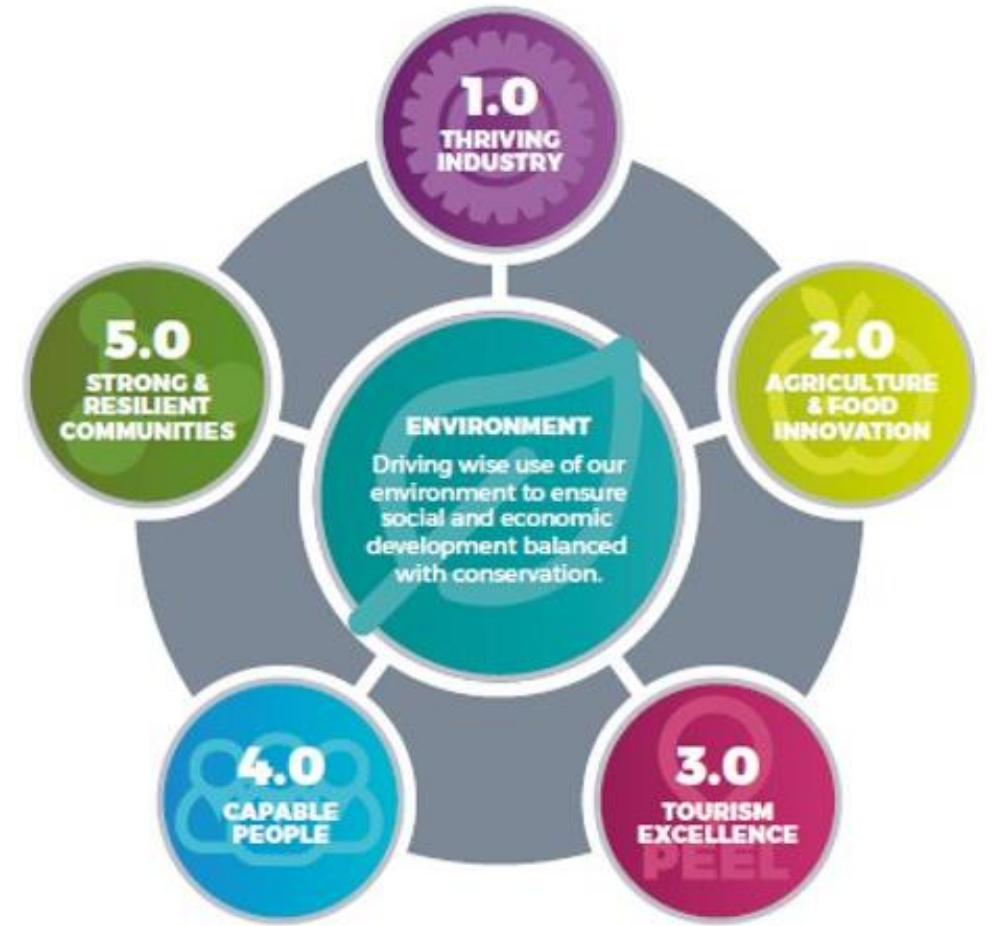 1.0
THRIVING
INDUSTRY
2.0
AGRICULTURE
& FOOD
INNOVATION
3.0
TOURISM
EXCELLENCE
PEEL
4.0
CAPABLE
PEOPLE
5.0
STRONG &
RESILIENT
COMMUNITIES
ENVIRONMENT
Driving wise use of our
environment to ensure
social and economic
development balanced
with conservation.